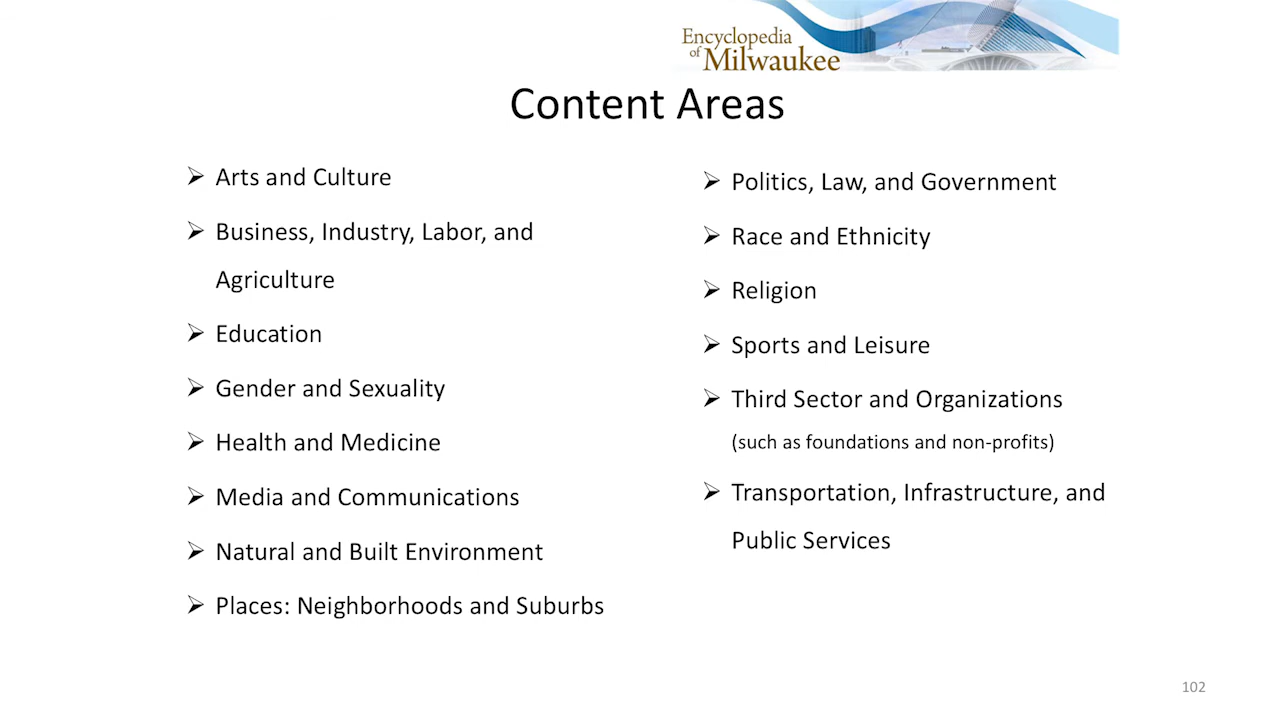 Encyclopedia
of Milwaukee
Content Areas
➢ Arts and Culture
➢ Business, Industry, Labor, and
Agriculture
➢ Education
➢ Gender and Sexuality
➢ Health and Medicine
➢ Media and Communications
➢ Natural and Built Environment
➢ Places: Neighborhoods and Suburbs
➢ Politics, Law, and Government
➢ Race and Ethnicity
➢ Religion
➢ Sports and Leisure
➢ Third Sector and Organizations
(such as foundations and non-profits)
➢ Transportation, Infrastructure, and
Public Services
102